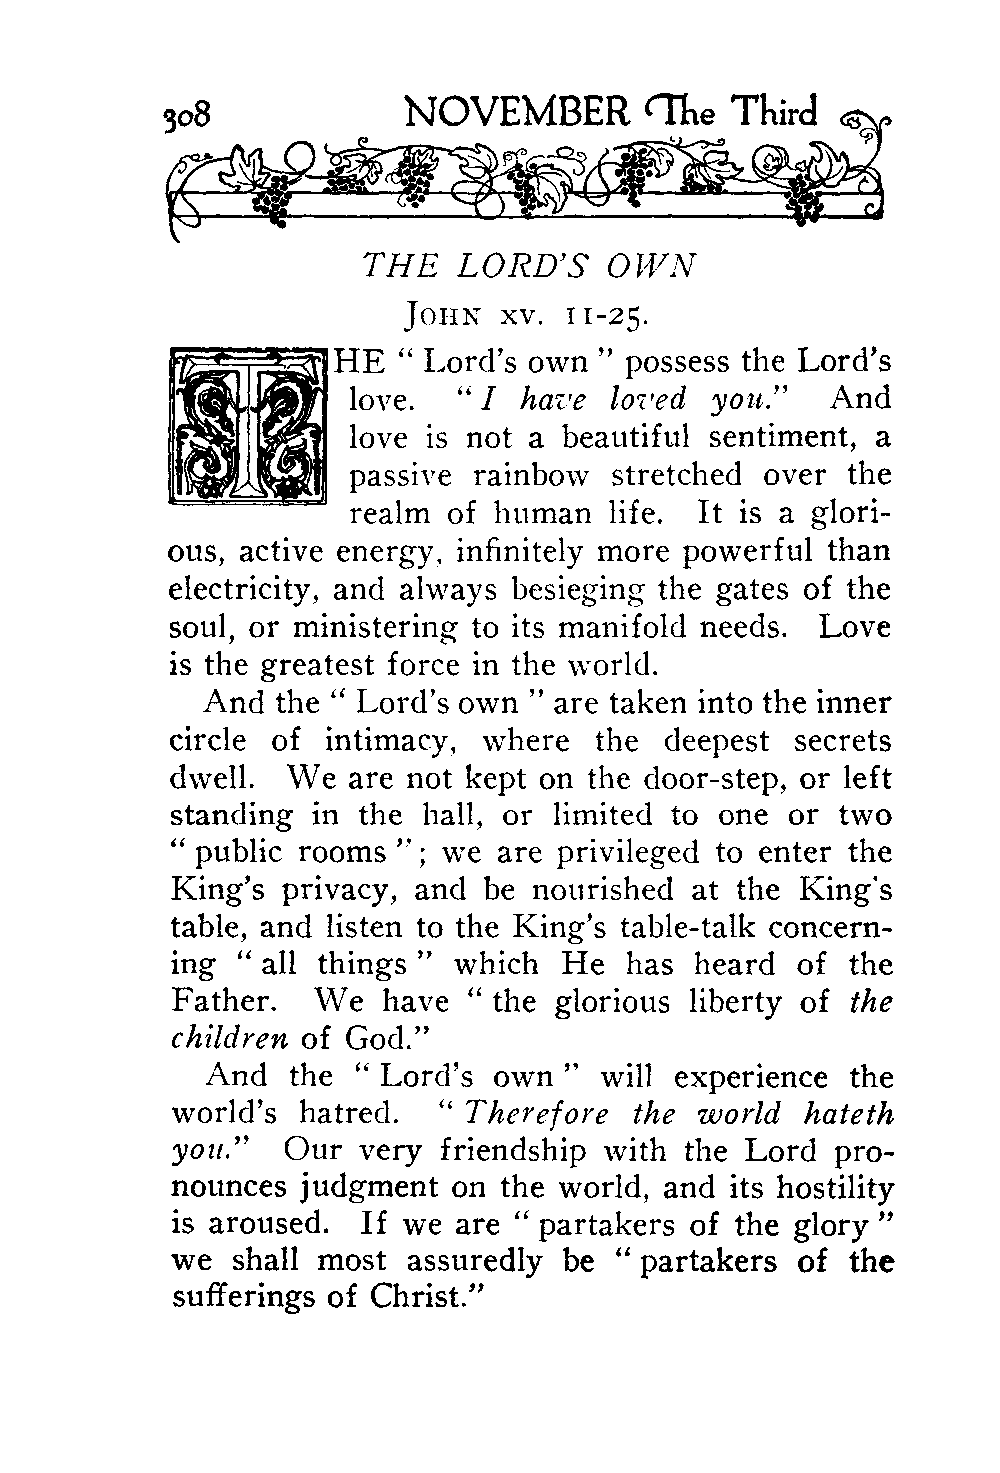 308 NOVEMBER The Third
THE LORD'S OWN
JOHN XV. 11-25.
THE " Lord's own " possess the Lord's
love. " I have loved you." And
love is not a beautiful sentiment, a
passive rainbow stretched over the
realm of human life. It is a glori-
ous, active energy, infinitely more powerful than
electricity, and always besieging the gates of the
soul, or ministering to its manifold needs. Love
is the greatest force in the world.
And the " Lord's own " are taken into the inner
circle of intimacy, where the deepest secrets
dwell. We are not kept on the door-step, or left
standing in the hall, or limited to one or two
" public rooms "; we are privileged to enter the
King's privacy, and be nourished at the King's
table, and listen to the King's table-talk concern-
ing " all things " which He has heard of the
Father. We have " the glorious liberty of the
children of God."
And the " Lord's own " will experience the
world's hatred. " Therefore the world hateth
you." Our very friendship with the Lord pro-
nounces judgment on the world, and its hostility
is aroused. If we are " partakers of the glory "
we shall most assuredly be " partakers of the
sufferings of Christ."